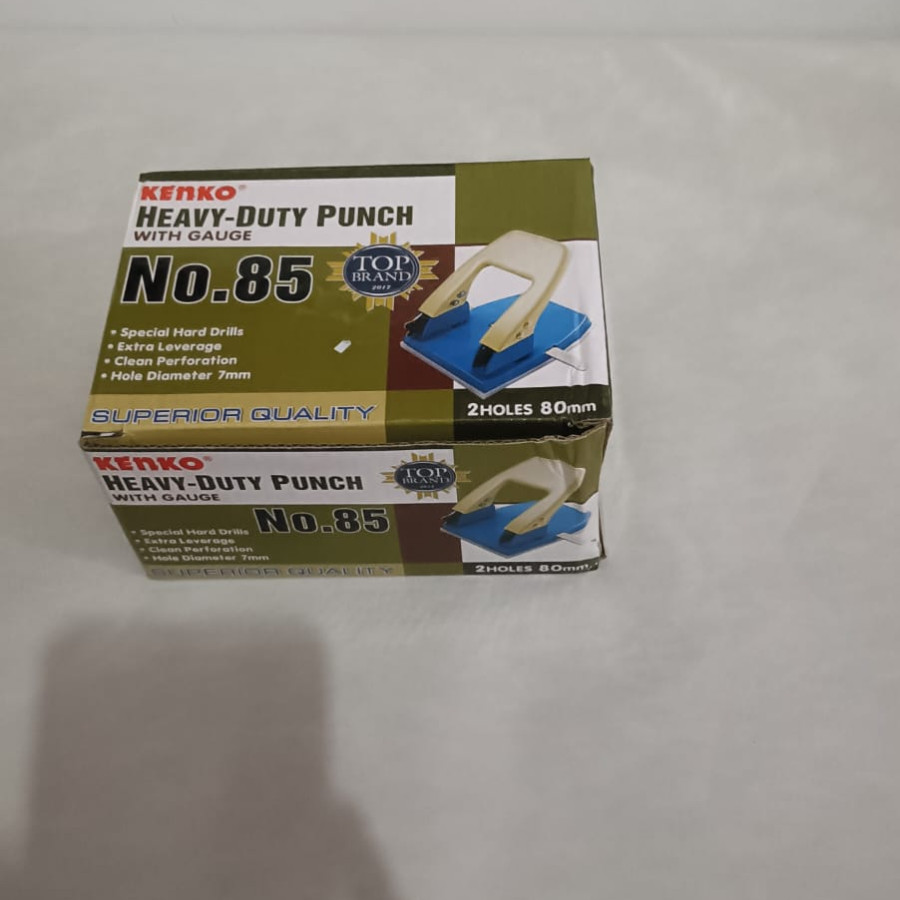 KENKO®
HEAVY-DUTY PUNCH
WITH GAUGE
No.85
TOP
BRAND
2012
• Special Hard Drills
• Extra Leverage
• Clean Perforation
• Hole Diameter 7mm
SUPERIOR QUALITY
2HOLES 80mm
KENKO®
HEAVY-DUTY PUNCH
WITH GAUGE
TOP
BRAND
No.85
• Special Hard Drills
• Extra Leverage
• Clean Perforation
• Hole Diameter 7mm
SUPERIOR QUALITY
2HOLES 80mm